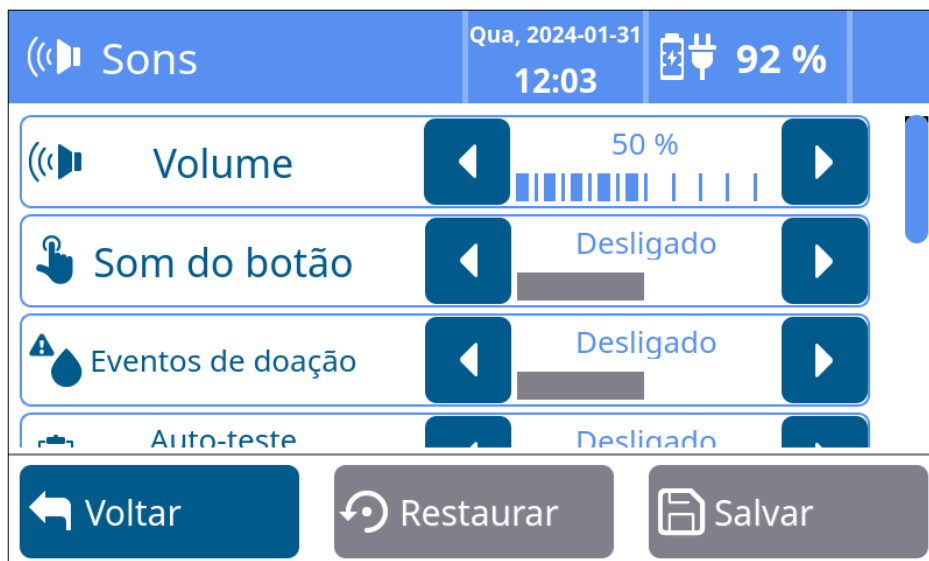 Sons
Qua, 2024-01-31
12:03
92 %
Volume
50 %
Som do botão
Desligado
Eventos de doação
Desligado
Auto-teste
Desligado
Voltar
Restaurar
Salvar